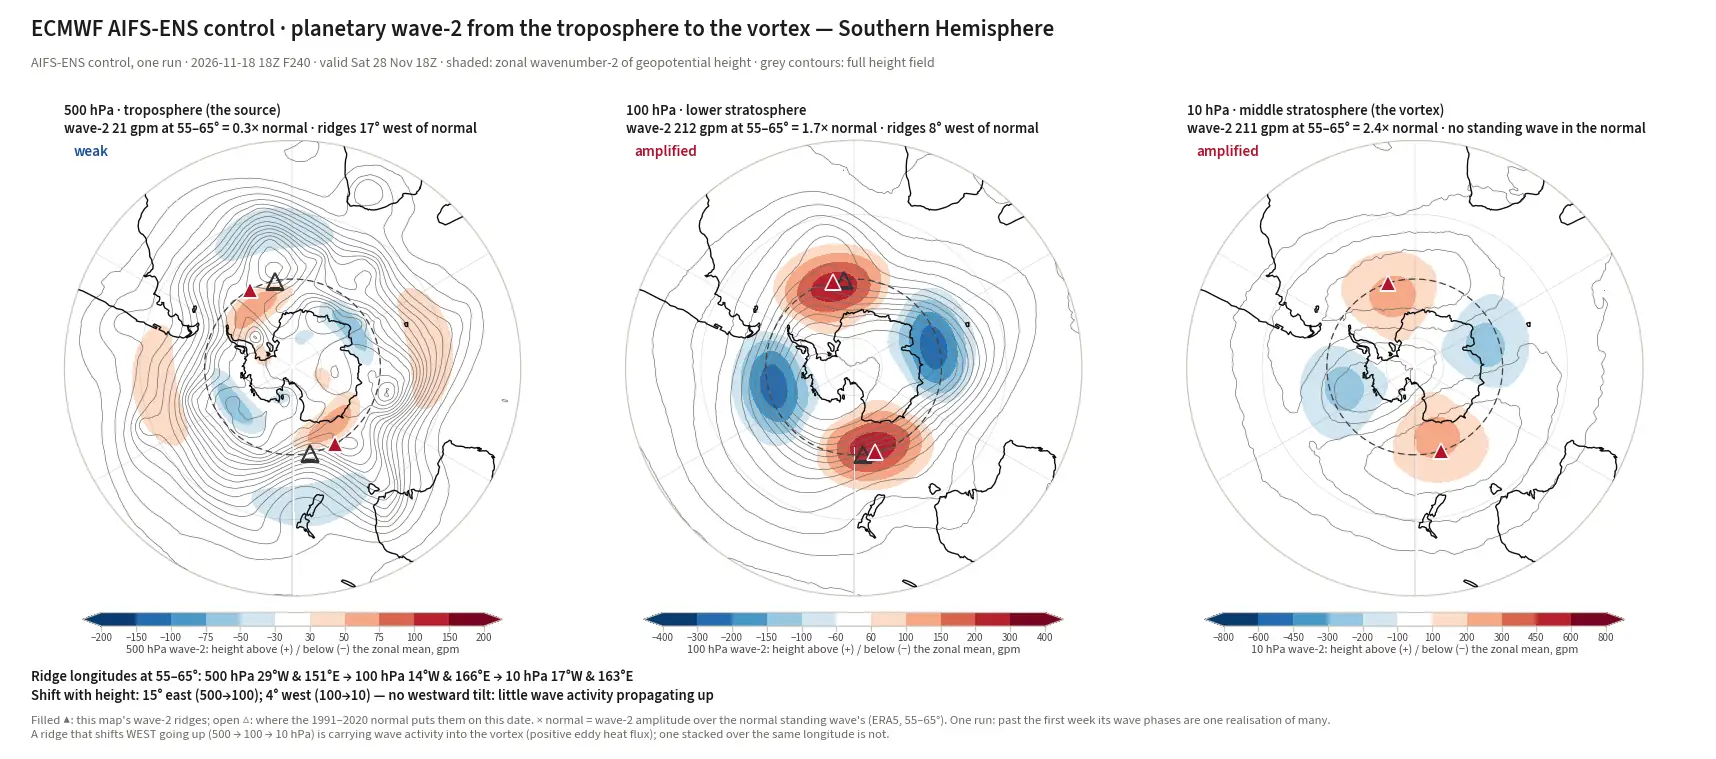 ECMWF AIFS-ENS control · planetary wave-2 from the troposphere to the vortex — Southern Hemisphere
AIFS-ENS control, one run · 2026-11-18 18Z F240 · valid Sat 28 Nov 18Z · shaded: zonal wavenumber-2 of geopotential height · grey contours: full height field
500 hPa · troposphere (the source)
wave-2 21 gpm at 55–65° = 0.3× normal · ridges 17° west of normal
weak
100 hPa · lower stratosphere
wave-2 212 gpm at 55–65° = 1.7× normal · ridges 8° west of normal
amplified
10 hPa · middle stratosphere (the vortex)
wave-2 211 gpm at 55–65° = 2.4× normal · no standing wave in the normal
amplified
−200 −150 −100 −75 −50 −30 30 50 75 100 150 200
500 hPa wave-2: height above (+) / below (−) the zonal mean, gpm
−400 −300 −200 −150 −100 −60 60 100 150 200 300 400
100 hPa wave-2: height above (+) / below (−) the zonal mean, gpm
−800 −600 −450 −300 −200 −100 100 200 300 450 600 800
10 hPa wave-2: height above (+) / below (−) the zonal mean, gpm
Ridge longitudes at 55–65°: 500 hPa 29°W & 151°E → 100 hPa 14°W & 166°E → 10 hPa 17°W & 163°E
Shift with height: 15° east (500→100); 4° west (100→10) — no westward tilt: little wave activity propagating up
Filled ▲: this map's wave-2 ridges; open △: where the 1991–2020 normal puts them on this date. × normal = wave-2 amplitude over the normal standing wave's (ERA5, 55–65°). One run: past the first week its wave phases are one realisation of many.
A ridge that shifts WEST going up (500 → 100 → 10 hPa) is carrying wave activity into the vortex (positive eddy heat flux); one stacked over the same longitude is not.